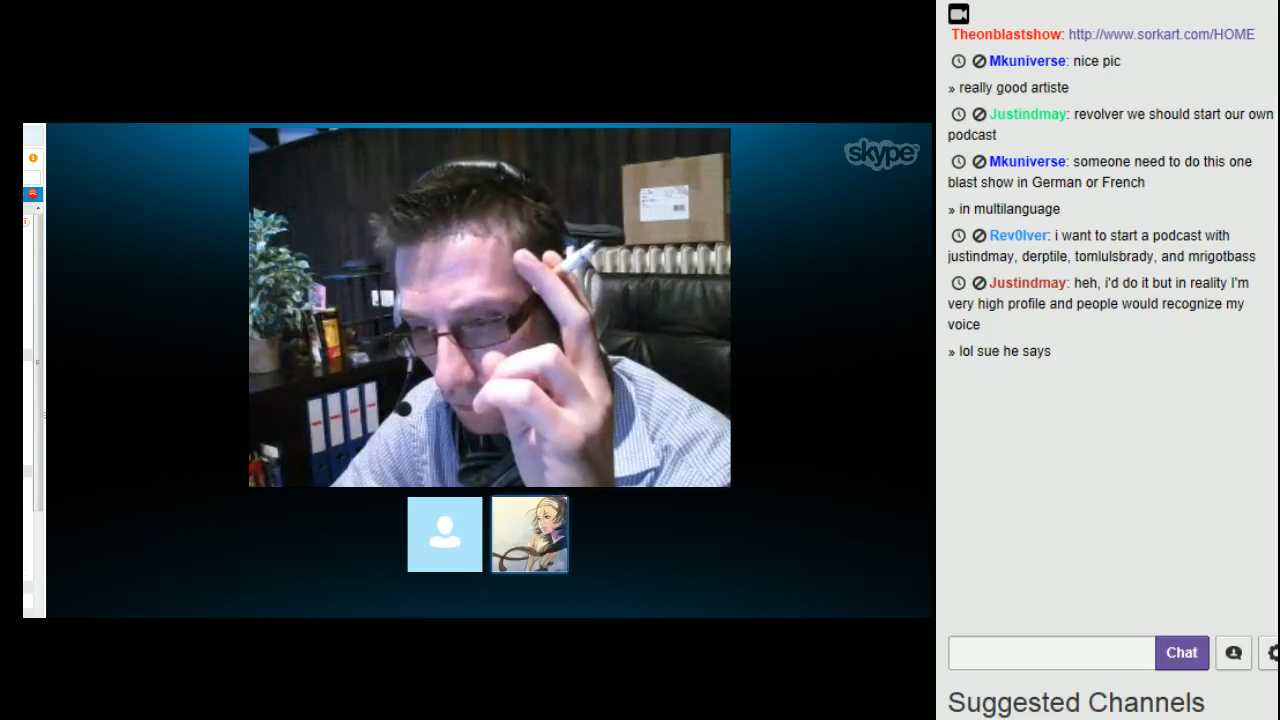 Theonblastshow: http://www.sorkart.com/HOME
Mkuniverse: nice pic
» really good artiste
Justindmay: revolver we should start our own
podcast
Mkuniverse: someone need to do this one
blast show in German or French
» in multilanguage
Rev0lver: i want to start a podcast with
justindmay, derptile, tomlulsbrady, and mrigotbass
Justindmay: heh, i'd do it but in reality I'm
very high profile and people would recognize my
voice
» lol sue he says
skype
Chat
Suggested Channels